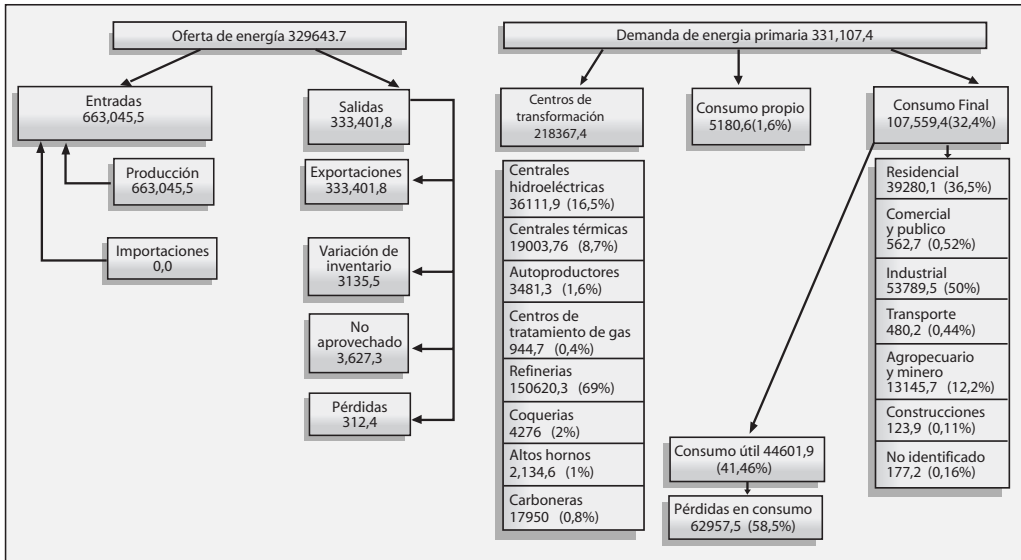 Oferta de energía 329643.7
Entradas
663,045,5
Producción
663,045,5
Importaciones
0,0
Salidas
333,401,8
Exportaciones
333,401,8
Variación de
inventario
3135,5
No
aprovechado
3,627,3
Pérdidas
312,4
Demanda de energia primaria 331,107,4
Centros de
transformación
218367,4
Centrales
hidroeléctricas
36111,9 (16,5%)
Centrales térmicas
19003,76 (8,7%)
Autoproductores
3481,3 (1,6%)
Centros de
tratamiento de gas
944,7 (0,4%)
Refinerias
150620,3 (69%)
Coquerias
4276 (2%)
Altos hornos
2,134,6 (1%)
Carboneras
17950 (0,8%)
Consumo propio
5180,6(1,6%)
Consumo Final
107,559,4(32,4%)
Residencial
39280,1 (36,5%)
Comercial
y publico
562,7 (0,52%)
Industrial
53789,5 (50%)
Transporte
480,2 (0,44%)
Agropecuario
y minero
13145,7 (12,2%)
Construcciones
123,9 (0,11%)
No identificado
177,2 (0,16%)
Consumo útil 44601,9
(41,46%)
Pérdidas en consumo
62957,5 (58,5%)